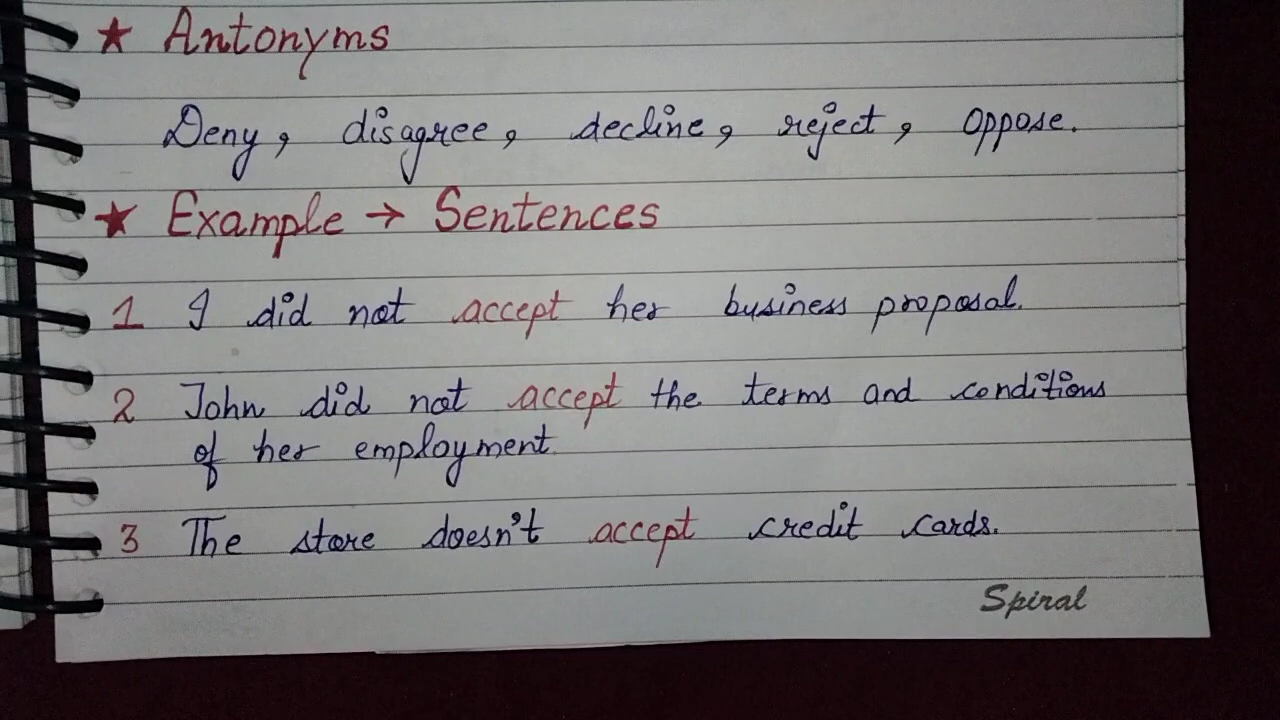 ★ Antonyms
Deny, disagree, decline, reject, oppose.
★ Example → Sentences
1 I did not accept her business proposal.
2 John did not accept the terms and conditions
of her employment.
3 The store doesn't accept credit cards.
Spiral